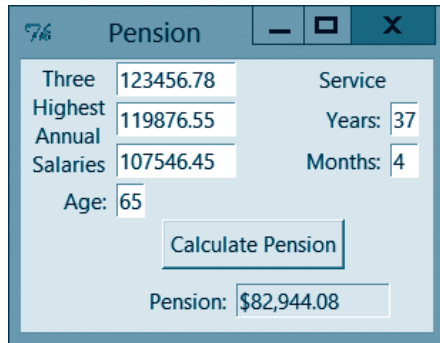 Pension
Three
Highest
Annual
Salaries
123456.78
119876.55
107546.45
Service
Years: 37
Months: 4
Age: 65
Calculate Pension
Pension: $82,944.08